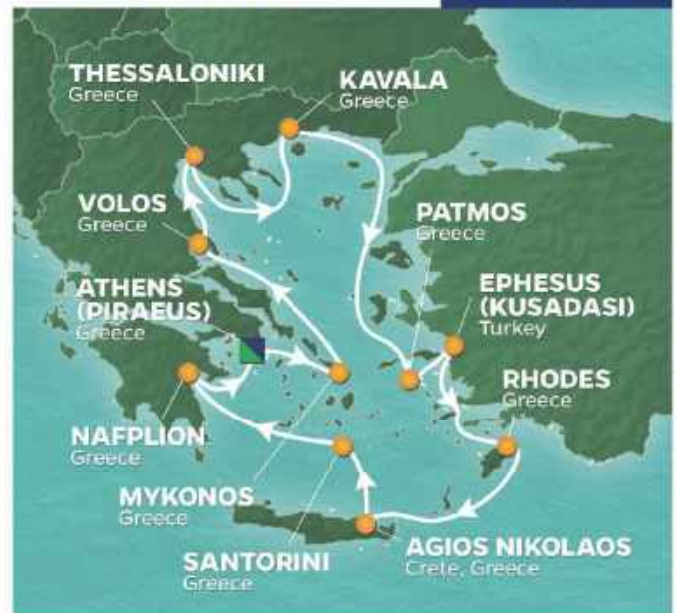 THESSALONIKI
Greece
KAVALA
Greece
VOLOS
Greece
PATMOS
Greece
ATHENS
(PIRAEUS)
Greece
EPHESUS
(KUSADASI)
Turkey
RHODES
Greece
NAFPLION
Greece
MYKONOS
Greece
SANTORINI
Greece
AGIOS NIKOLAOS
Crete, Greece